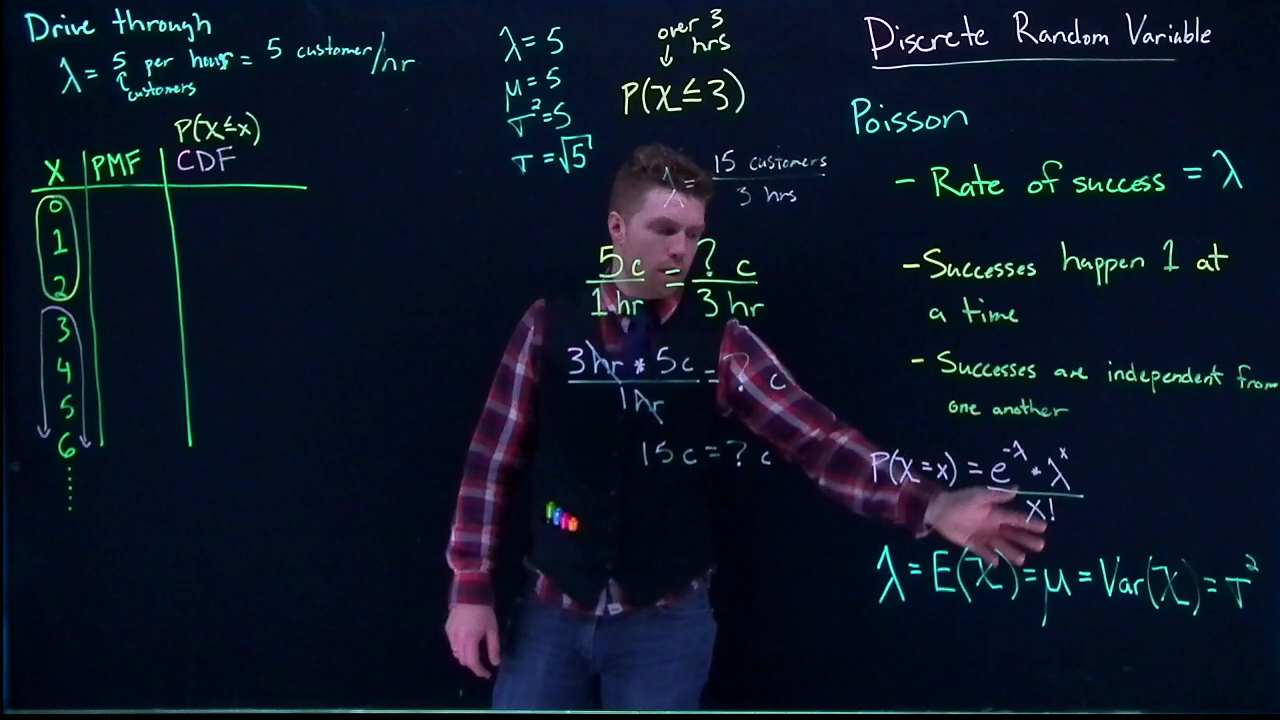 Drive through
λ = 5 per hour = 5 customer/hr
customers
P(X≤x)
X PMF CDF
0
1
2
3
4
5
6
λ = 5
μ = 5
σ² = 5
σ = √5
over 3
hrs
P(X≤3)
λ = 15 customers / 3 hrs
5c / 1 hr = ? c / 3 hr
3hr * 5c / 1hr = ? c
15c = ? c
Discrete Random Variable
Poisson
- Rate of success = λ
- Successes happen 1 at
a time
- Successes are independent from
one another
P(X=x) = e^-λ · λ^x / x!
λ = E(X) = μ = Var(X) = σ²